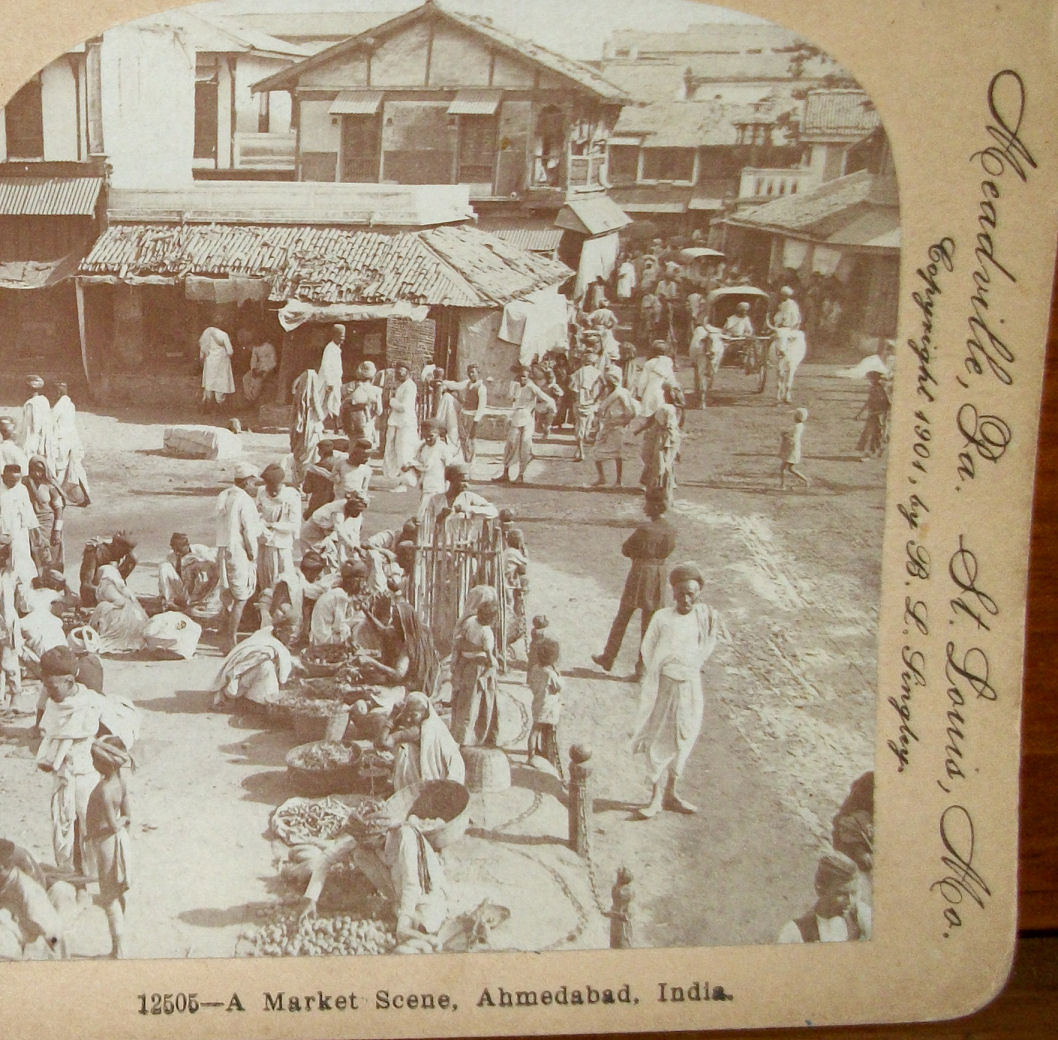 Meadville, Pa. St. Louis, Mo.
Copyright 1901, by B. L. Singley.
12505—A Market Scene, Ahmedabad, India.